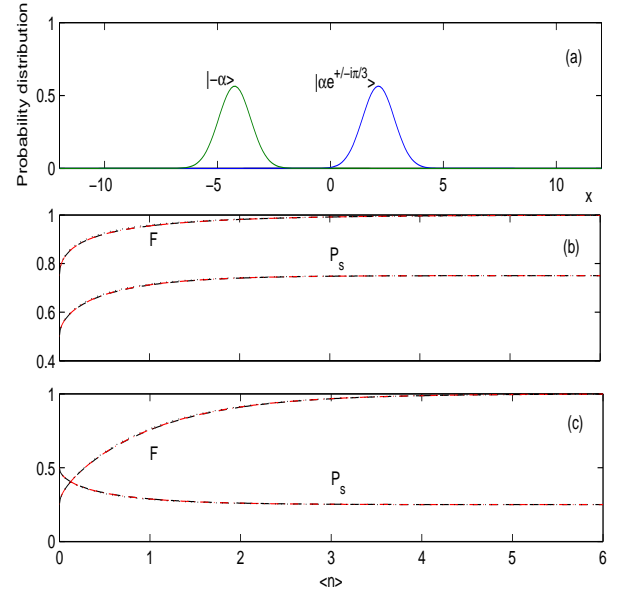 Probability distribution
1
0.5
0
(a)
|−α>
|αe^{+/−iπ/3}>
−10
−5
0
5
10
x
1
0.8
0.6
0.4
F
P_s
(b)
1
0.5
0
F
P_s
(c)
0
1
2
3
4
5
6
<n>